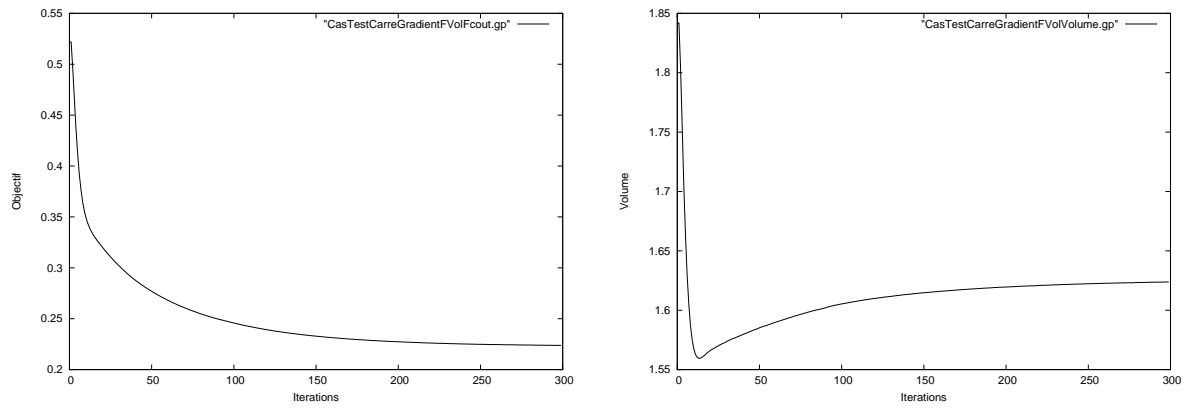 0.55
0.5
0.45
0.4
0.35
0.3
0.25
0.2
0 50 100 150 200 250 300
Objectif
Iterations
"CasTestCarreGradientFVolFcout.gp"
1.85
1.8
1.75
1.7
1.65
1.6
1.55
0 50 100 150 200 250 300
Volume
Iterations
"CasTestCarreGradientFVolVolume.gp"